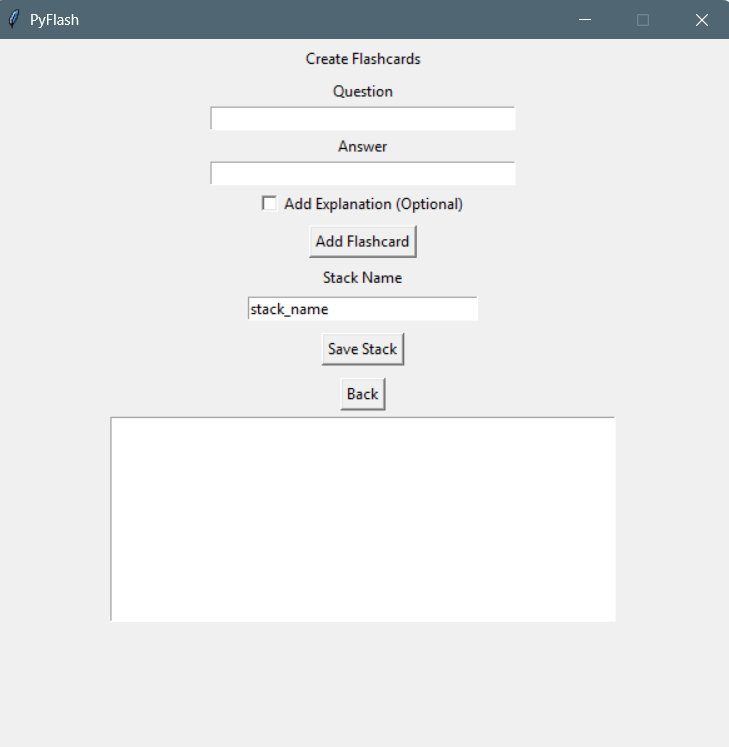 PyFlash
Create Flashcards
Question
Answer
Add Explanation (Optional)
Add Flashcard
Stack Name
stack_name
Save Stack
Back